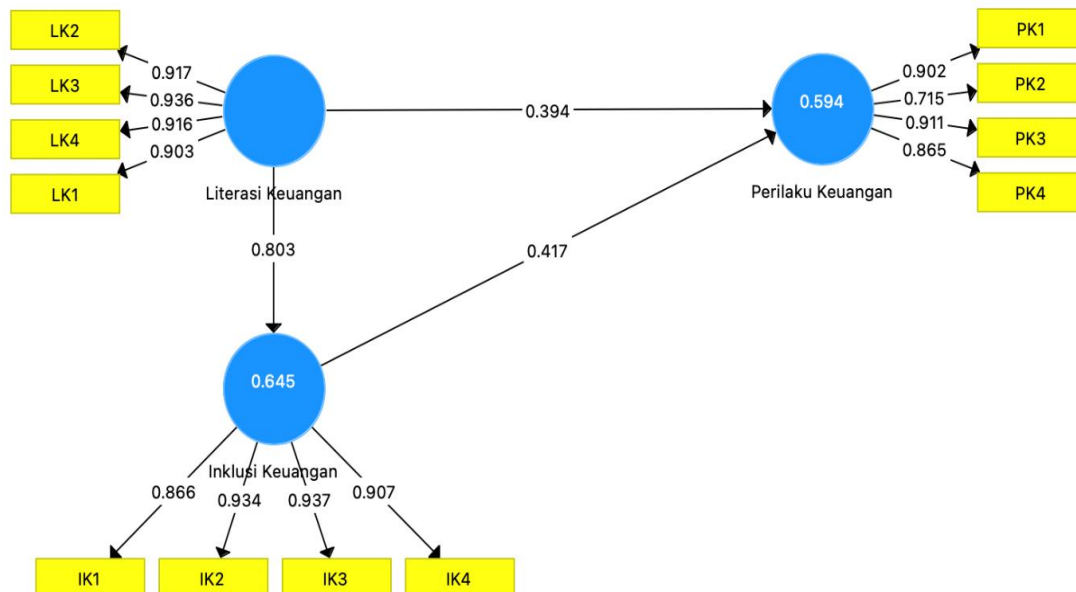 LK2
LK3
LK4
LK1
0.917
0.936
0.916
0.903
Literasi Keuangan
0.394
0.803
0.417
0.594
Perilaku Keuangan
0.902
0.715
0.911
0.865
PK1
PK2
PK3
PK4
0.645
Inklusi Keuangan
0.866
0.934
0.937
0.907
IK1
IK2
IK3
IK4